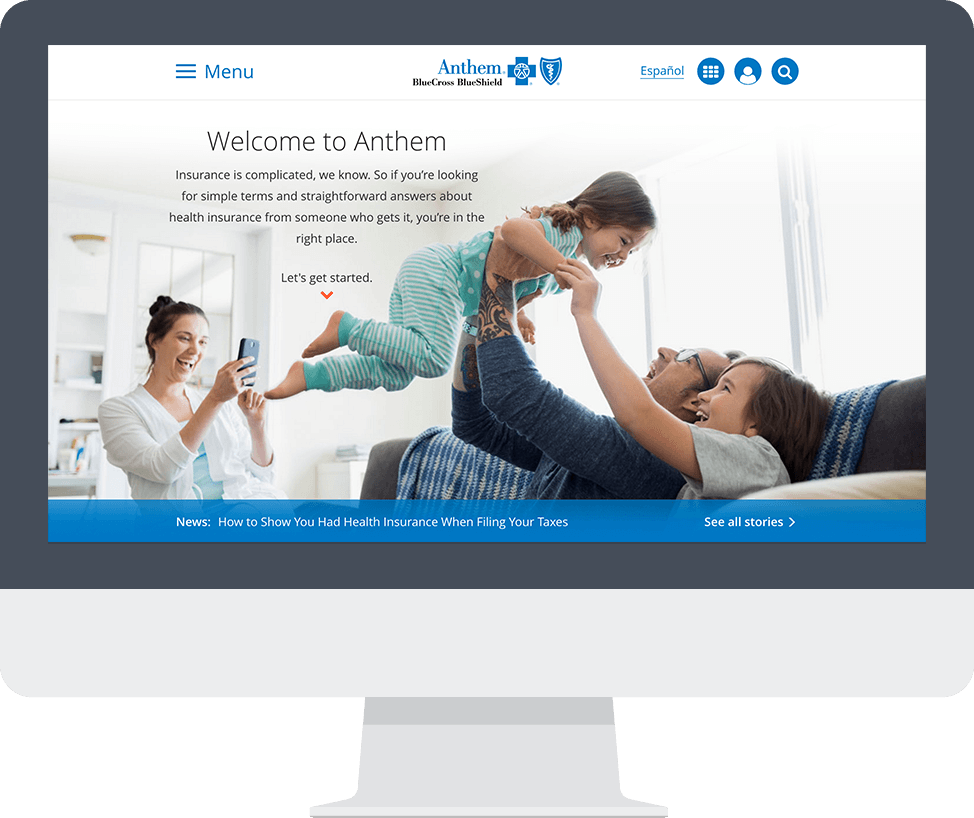 Menu
Anthem
BlueCross BlueShield
Español
Welcome to Anthem
Insurance is complicated, we know. So if you’re looking
for simple terms and straightforward answers about
health insurance from someone who gets it, you’re in the
right place.
Let's get started.
News: How to Show You Had Health Insurance When Filing Your Taxes
See all stories